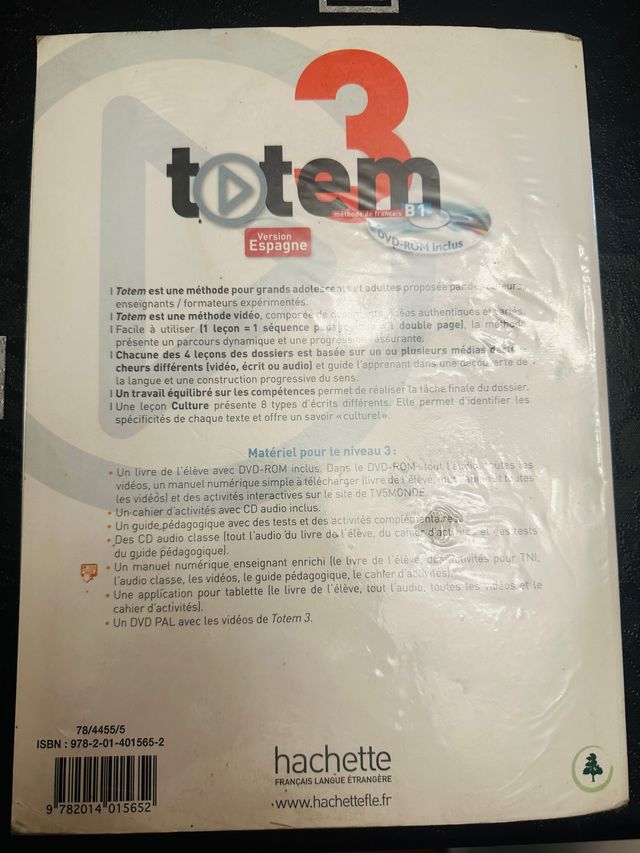 3
totem
méthode de français B1
DVD-ROM inclus
Version
Espagne
Totem est une méthode pour grands adolescents et adultes proposée par des auteurs,
enseignants / formateurs expérimentés.
Totem est une méthode vidéo, composée de documents vidéos authentiques et variés.
Facile à utiliser (1 leçon = 1 séquence = 1 double page), la méthode
présente un parcours dynamique et une progression assurante.
Chacune des 4 leçons des dossiers est basée sur un ou plusieurs médias
différents (vidéo, écrit ou audio) et guide l'apprenant dans une découverte de
la langue et une construction progressive du sens.
Un travail équilibré sur les compétences permet de réaliser la tâche finale du dossier.
Une leçon Culture présente 8 types d'écrits différents. Elle permet d'identifier les
spécificités de chaque texte et offre un savoir «culturel».
Matériel pour le niveau 3 :
• Un livre de l'élève avec DVD-ROM inclus. Dans le DVD-ROM : tout l'audio, toutes les
vidéos, un manuel numérique simple à télécharger (livre de l'élève, tout l'audio et toutes
les vidéos) et des activités interactives sur le site de TV5MONDE.
• Un cahier d'activités avec CD audio inclus.
• Un guide pédagogique avec des tests et des activités complémentaires.
• Des CD audio classe (tout l'audio du livre de l'élève, du cahier d'activités et des tests
du guide pédagogique).
• Un manuel numérique enseignant enrichi (le livre de l'élève, des activités pour TNI,
l'audio classe, les vidéos, le guide pédagogique, le cahier d'activités).
• Une application pour tablette (le livre de l'élève, tout l'audio, toutes les vidéos et le
cahier d'activités).
• Un DVD PAL avec les vidéos de Totem 3.
78/4455/5
ISBN : 978-2-01-401565-2
9 782014 015652
hachette
FRANÇAIS LANGUE ÉTRANGÈRE
www.hachettefle.fr